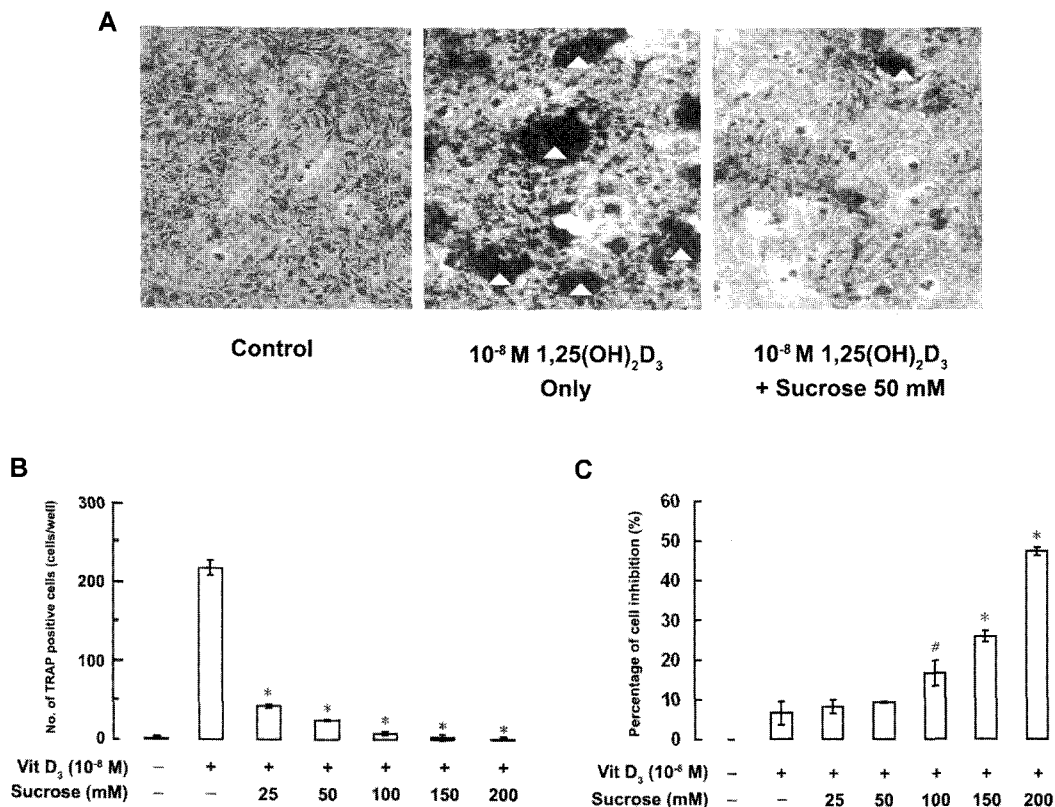 A
Control
10⁻⁸ M 1,25(OH)₂D₃
Only
10⁻⁸ M 1,25(OH)₂D₃
+ Sucrose 50 mM
B
No. of TRAP positive cells (cells/well)
300
200
100
0
* * * * *
Vit D₃ (10⁻⁸ M) – + + + + + +
Sucrose (mM) – – 25 50 100 150 200
C
Percentage of cell inhibition (%)
60
50
40
30
20
10
0
# * *
Vit D₃ (10⁻⁸ M) – + + + + + +
Sucrose (mM) – – 25 50 100 150 200